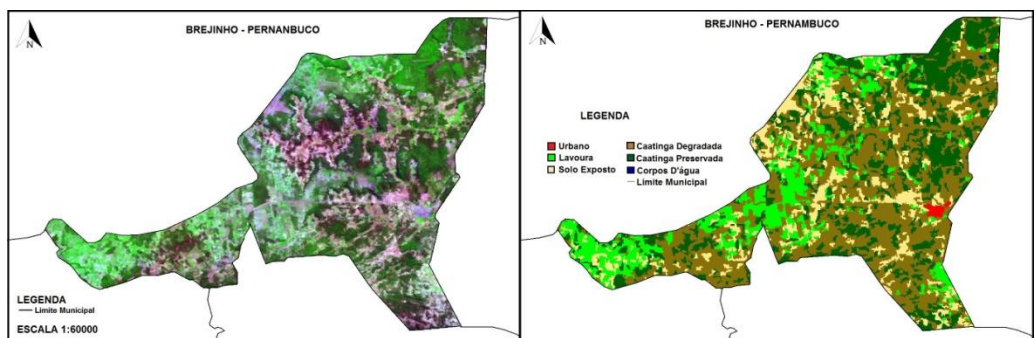 BREJINHO - PERNANBUCO
N
LEGENDA
Limite Municipal
ESCALA 1:60000
BREJINHO - PERNAMBUCO
N
LEGENDA
Urbano
Lavoura
Solo Exposto
Caatinga Degradada
Caatinga Preservada
Corpos D'água
Limite Municipal